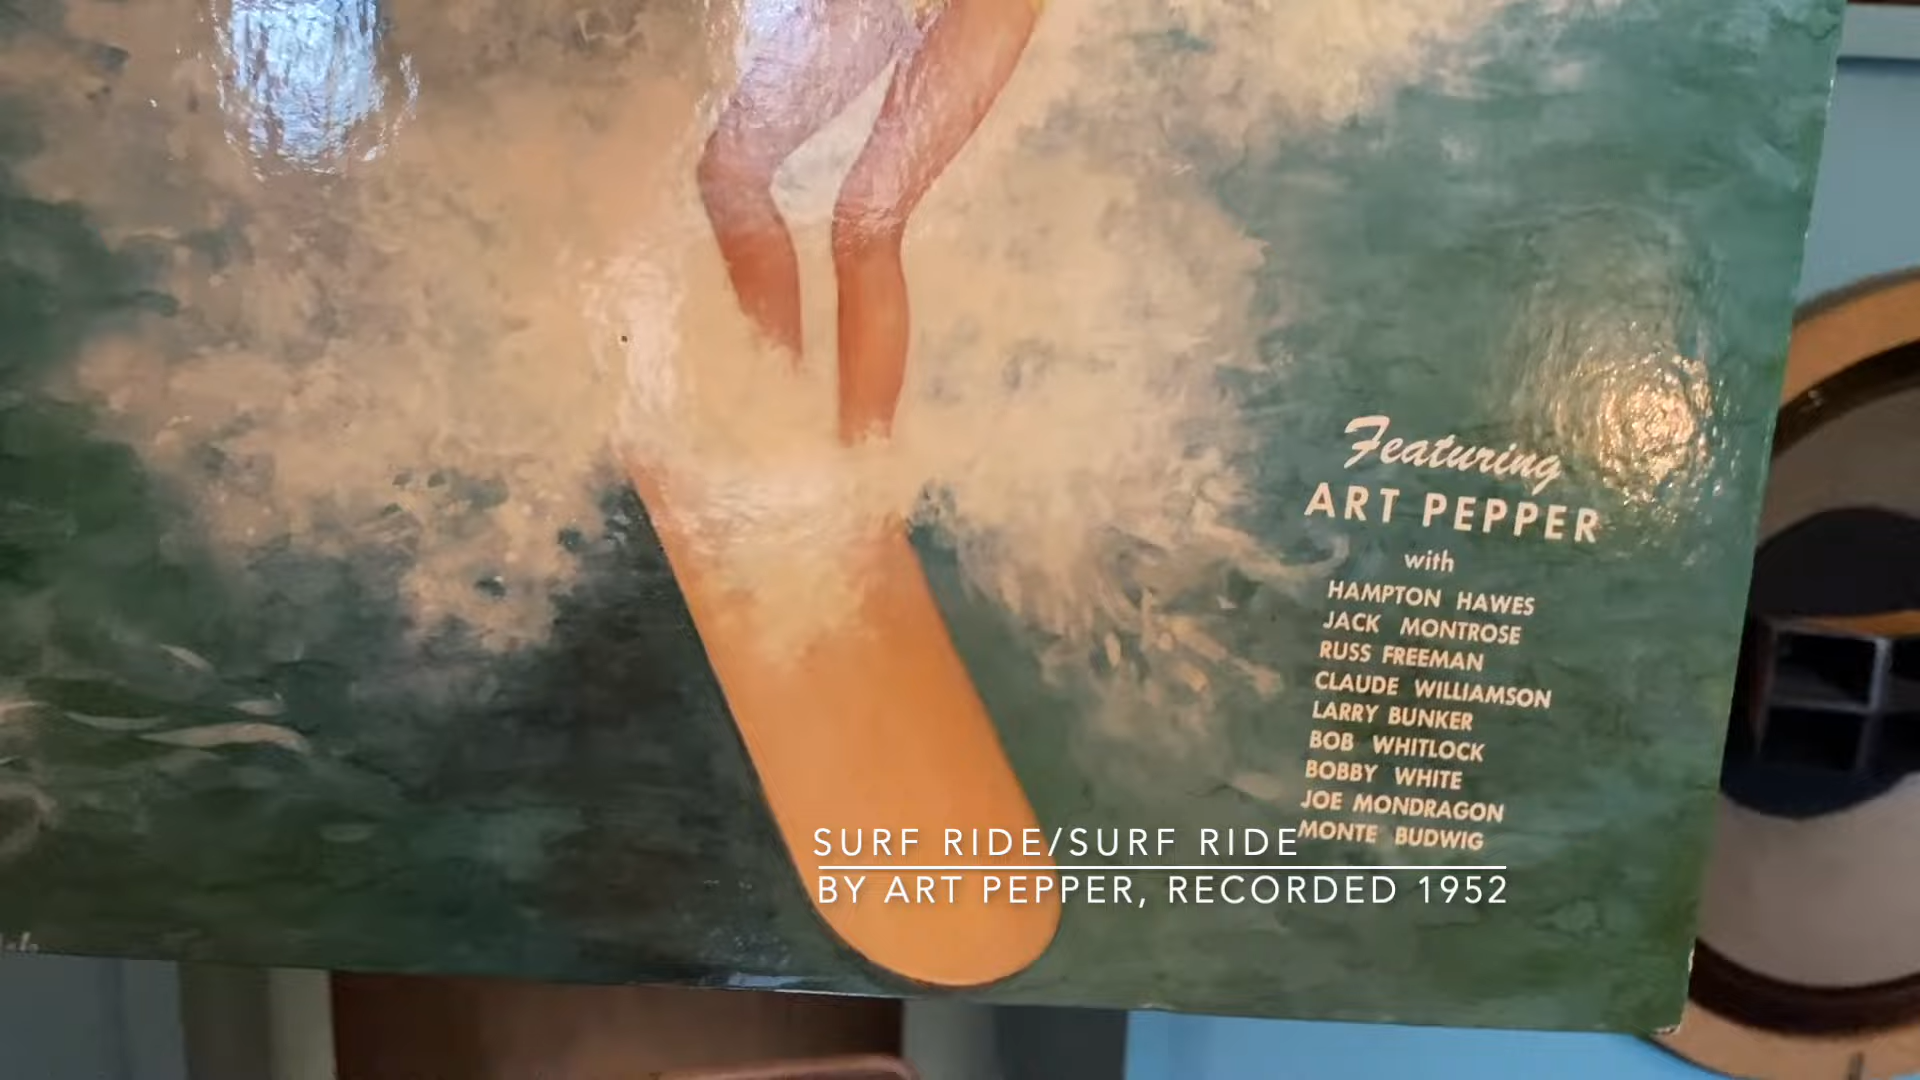 Featuring
ART PEPPER
with
HAMPTON HAWES
JACK MONTROSE
RUSS FREEMAN
CLAUDE WILLIAMSON
LARRY BUNKER
BOB WHITLOCK
BOBBY WHITE
JOE MONDRAGON
MONTE BUDWIG
SURF RIDE/SURF RIDE
BY ART PEPPER, RECORDED 1952